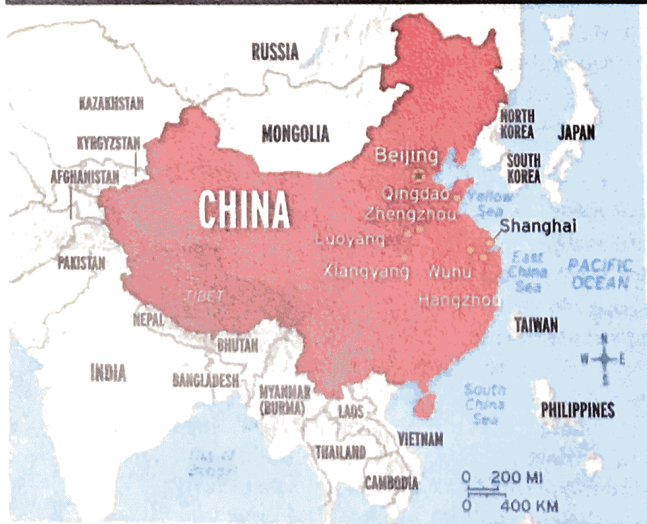 RUSSIA
KAZAKHSTAN
MONGOLIA
NORTH
KOREA
JAPAN
KYRGYZSTAN
Beijing
SOUTH
KOREA
AFGHANISTAN
Qingdao
Yellow
Sea
CHINA
Zhengzhou
Shanghai
Luoyang
PAKISTAN
Xiangyang
Wuhu
East
China
Sea
PACIFIC
OCEAN
TIBET
Hangzhou
NEPAL
TAIWAN
BHUTAN
N
W E
S
INDIA
BANGLADESH
MYANMAR
(BURMA)
LAOS
South
China
Sea
PHILIPPINES
VIETNAM
THAILAND
Bay of
CAMBODIA
0 200 MI
0 400 KM